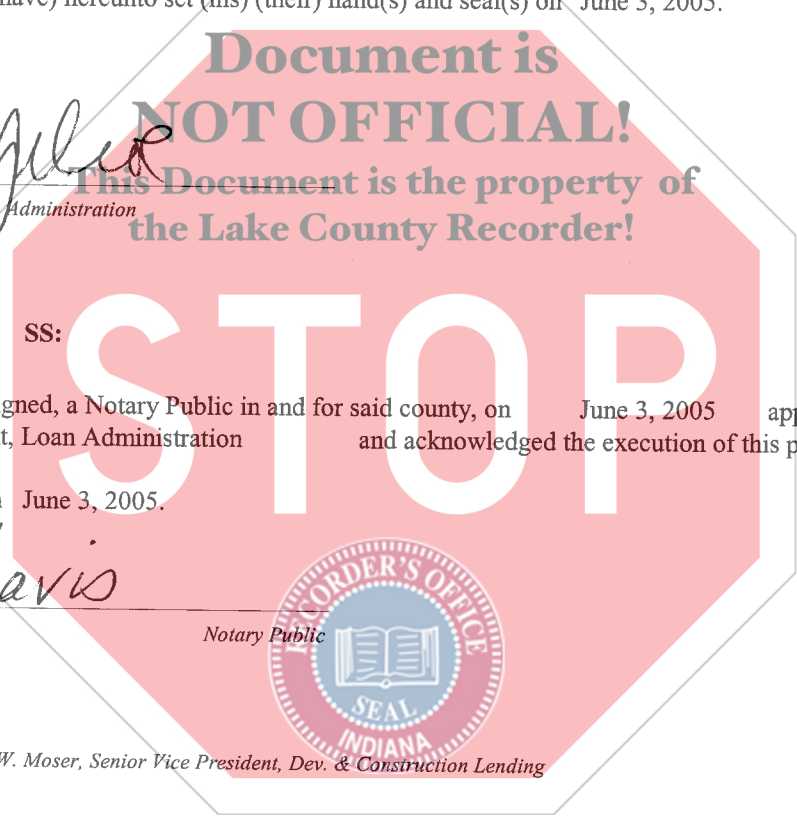 have) hereunto set (his) (their) hand(s) and seal(s) on June 3, 2005.
Document is
NOT OFFICIAL!
This Document is the property of
the Lake County Recorder!
Administration
STOP
SS:
gned, a Notary Public in and for said county, on June 3, 2005 app
t, Loan Administration and acknowledged the execution of this p
June 3, 2005.
avis
Notary Public
RECORDER'S OFFICE
SEAL
INDIANA
W. Moser, Senior Vice President, Dev. & Construction Lending